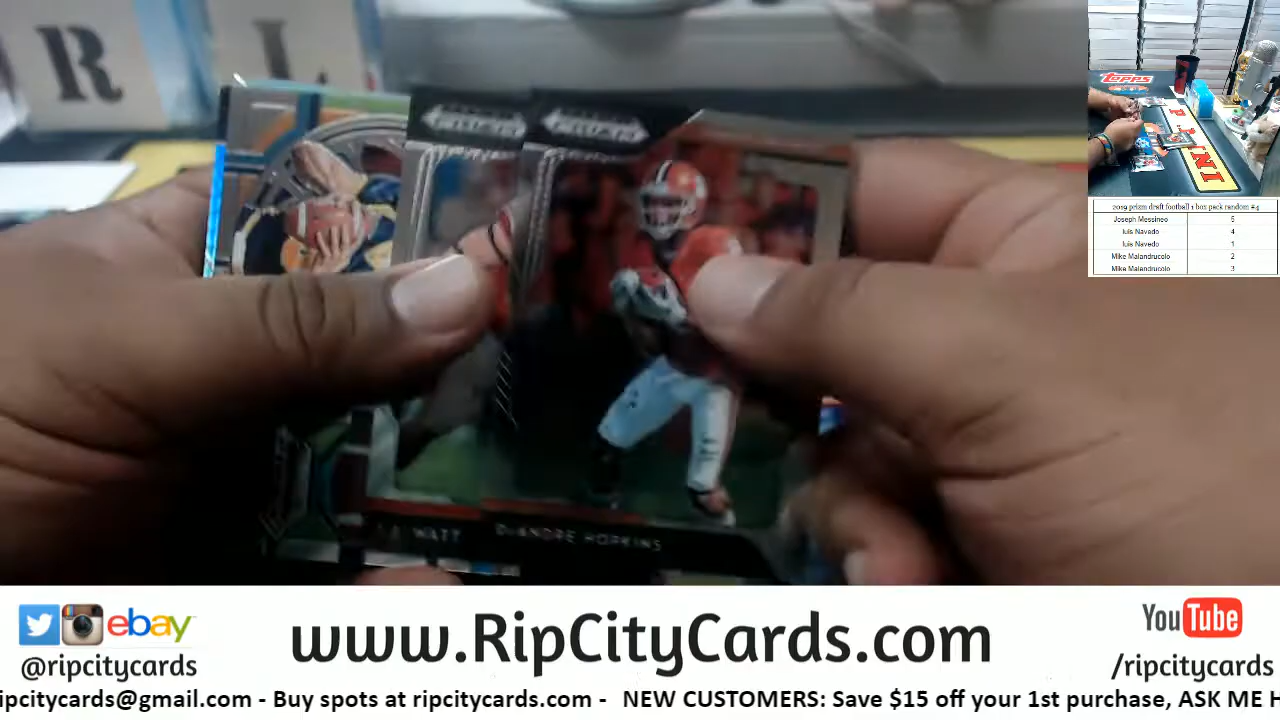 R I
PRIZM PRIZM
WATT DeANDRE HOPKINS
TOPPS
2019 prizm draft football 1 box pack random #4
Joseph Messineo 5
luis Navedo 4
luis Navedo 1
Mike Malandrucolo 2
Mike Malandrucolo 3
ebay
@ripcitycards
www.RipCityCards.com
YouTube
/ripcitycards
ipcitycards@gmail.com - Buy spots at ripcitycards.com - NEW CUSTOMERS: Save $15 off your 1st purchase, ASK ME H